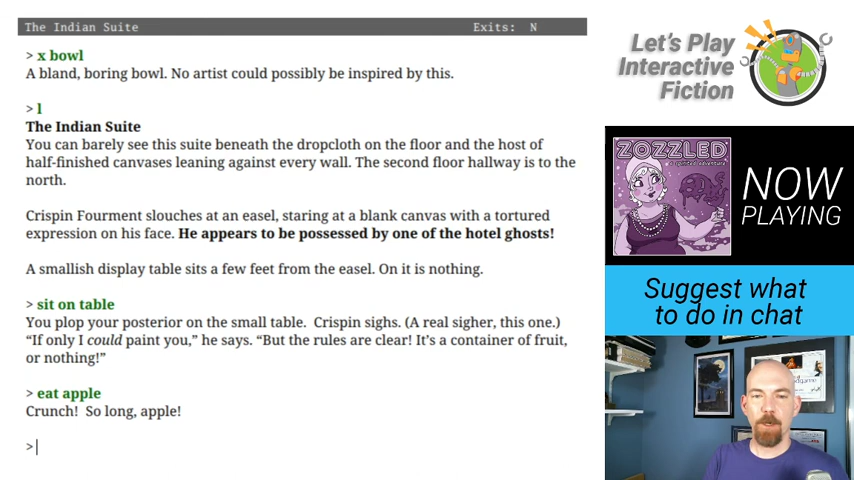 The Indian Suite Exits: N
> x bowl
A bland, boring bowl. No artist could possibly be inspired by this.
> l
The Indian Suite
You can barely see this suite beneath the dropcloth on the floor and the host of
half-finished canvases leaning against every wall. The second floor hallway is to the
north.
Crispin Fourment slouches at an easel, staring at a blank canvas with a tortured
expression on his face. He appears to be possessed by one of the hotel ghosts!
A smallish display table sits a few feet from the easel. On it is nothing.
> sit on table
You plop your posterior on the small table.  Crispin sighs. (A real sigher, this one.)
“If only I could paint you,” he says. “But the rules are clear! It’s a container of fruit,
or nothing!”
> eat apple
Crunch!  So long, apple!
>
Let’s Play
Interactive
Fiction
ZOZZLED
a spirited adventure
NOW
PLAYING
Suggest what
to do in chat